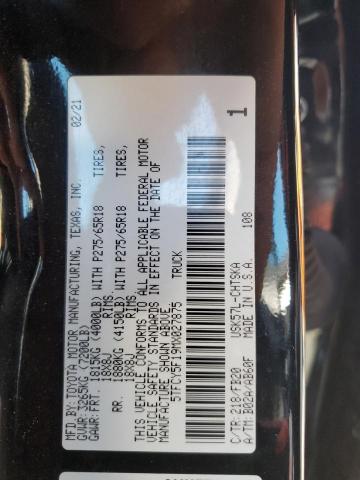 MFD. BY:
TOYOTA MOTOR MANUFACTURING, TEXAS, INC. 02/21
GVWR: 3265KG (7200LB)
FRT. 1815KG (4000LB) WITH P275/65R18 TIRES,
18X8J RIMS
RR. 1880KG (4150LB) WITH P275/65R18 TIRES,
18X8J RIMS
THIS VEHICLE CONFORMS TO ALL APPLICABLE FEDERAL MOTOR
VEHICLE SAFETY STANDARDS IN EFFECT ON THE DATE OF
MANUFACTURE SHOWN ABOVE
5TFCY5F19MX027875 TRUCK
1
USK57L-CHTSKA
C/TR: 218/FB20
A/TM: B02A/AB60F MADE IN U.S.A. 108